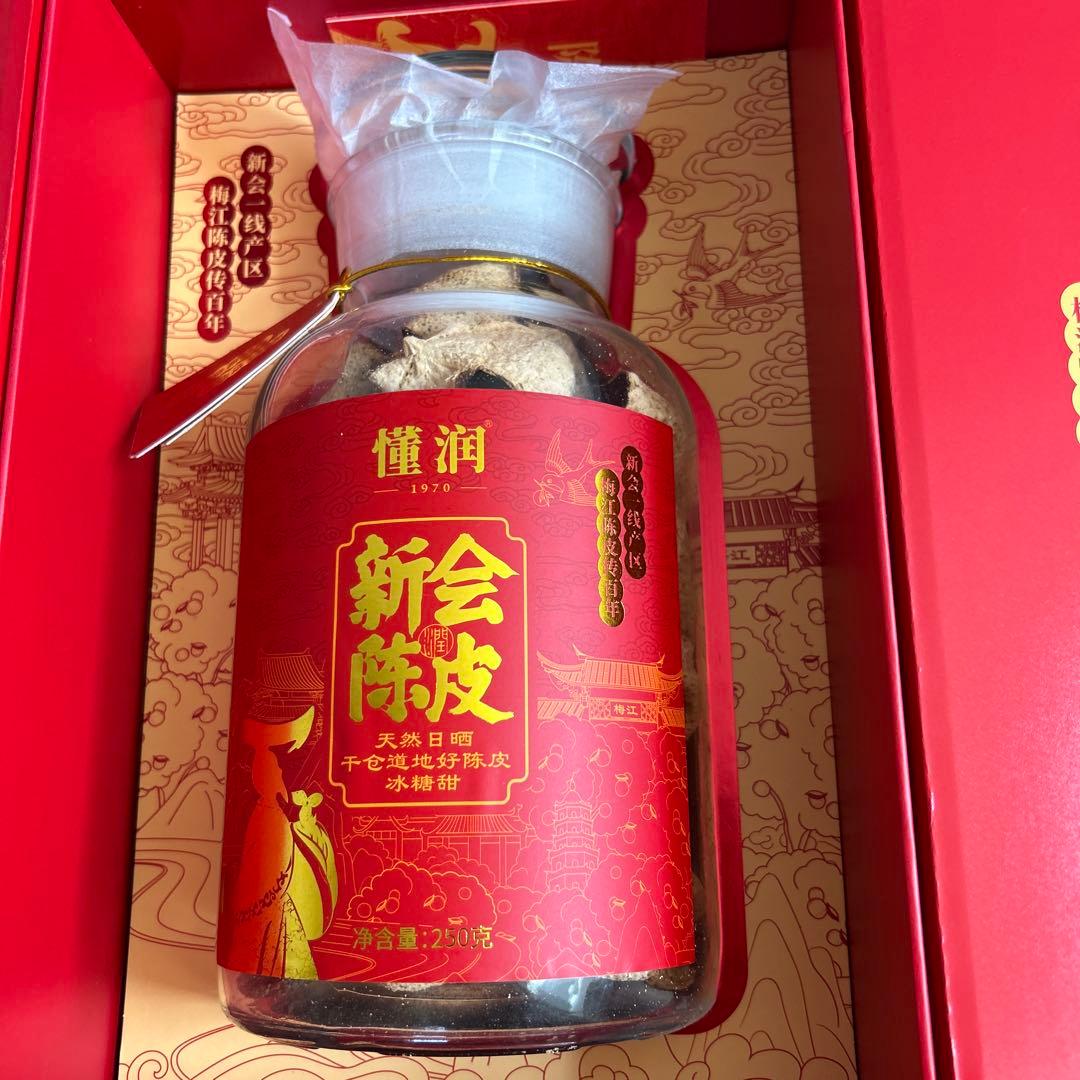 新会一线产区
梅江陈皮传百年
懂润®
1970
新会一线产区
梅江陈皮传百年
新会
陈皮
潤
天然日晒
干仓道地好陈皮
冰糖甜
梅江
净含量:250克
江